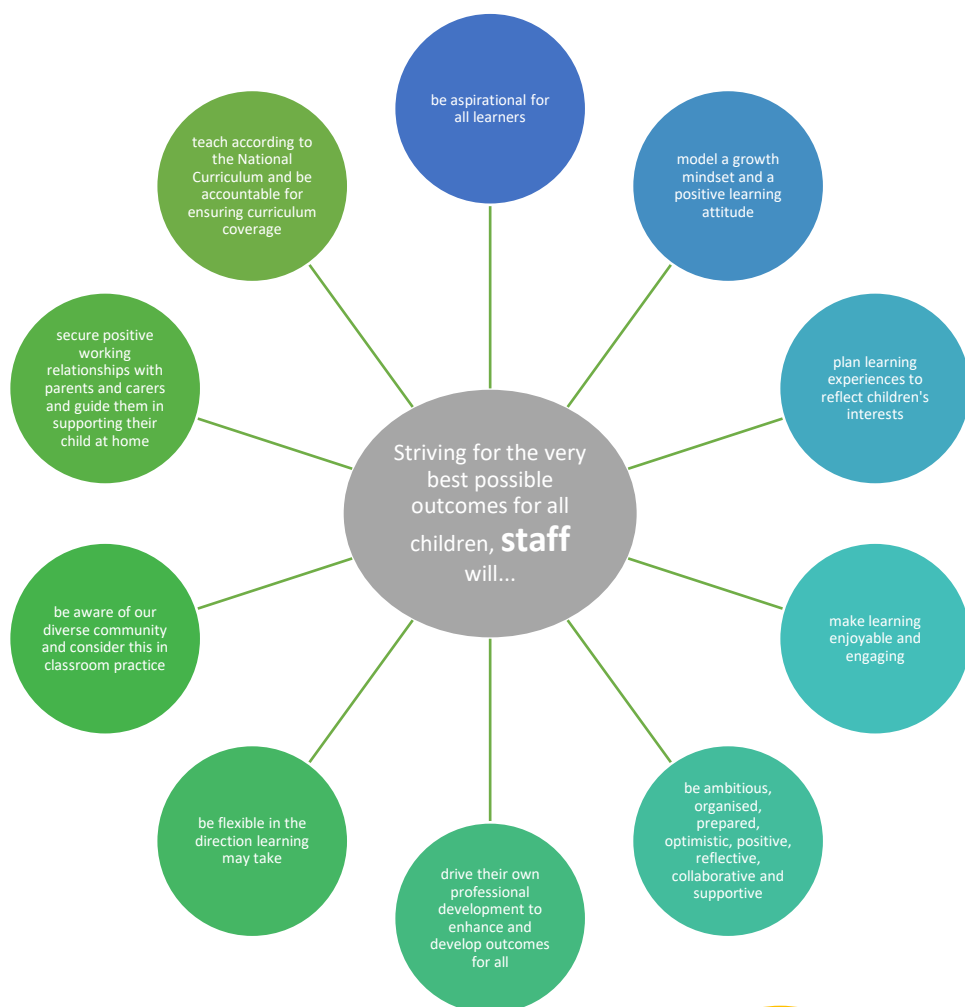 be aspirational for
all learners
model a growth
mindset and a
positive learning
attitude
plan learning
experiences to
reflect children's
interests
make learning
enjoyable and
engaging
be ambitious,
organised,
prepared,
optimistic, positive,
reflective,
collaborative and
supportive
drive their own
professional
development to
enhance and
develop outcomes
for all
be flexible in the
direction learning
may take
be aware of our
diverse community
and consider this in
classroom practice
secure positive
working
relationships with
parents and carers
and guide them in
supporting their
child at home
teach according to
the National
Curriculum and be
accountable for
ensuring curriculum
coverage
Striving for the very
best possible
outcomes for all
children, staff
will...